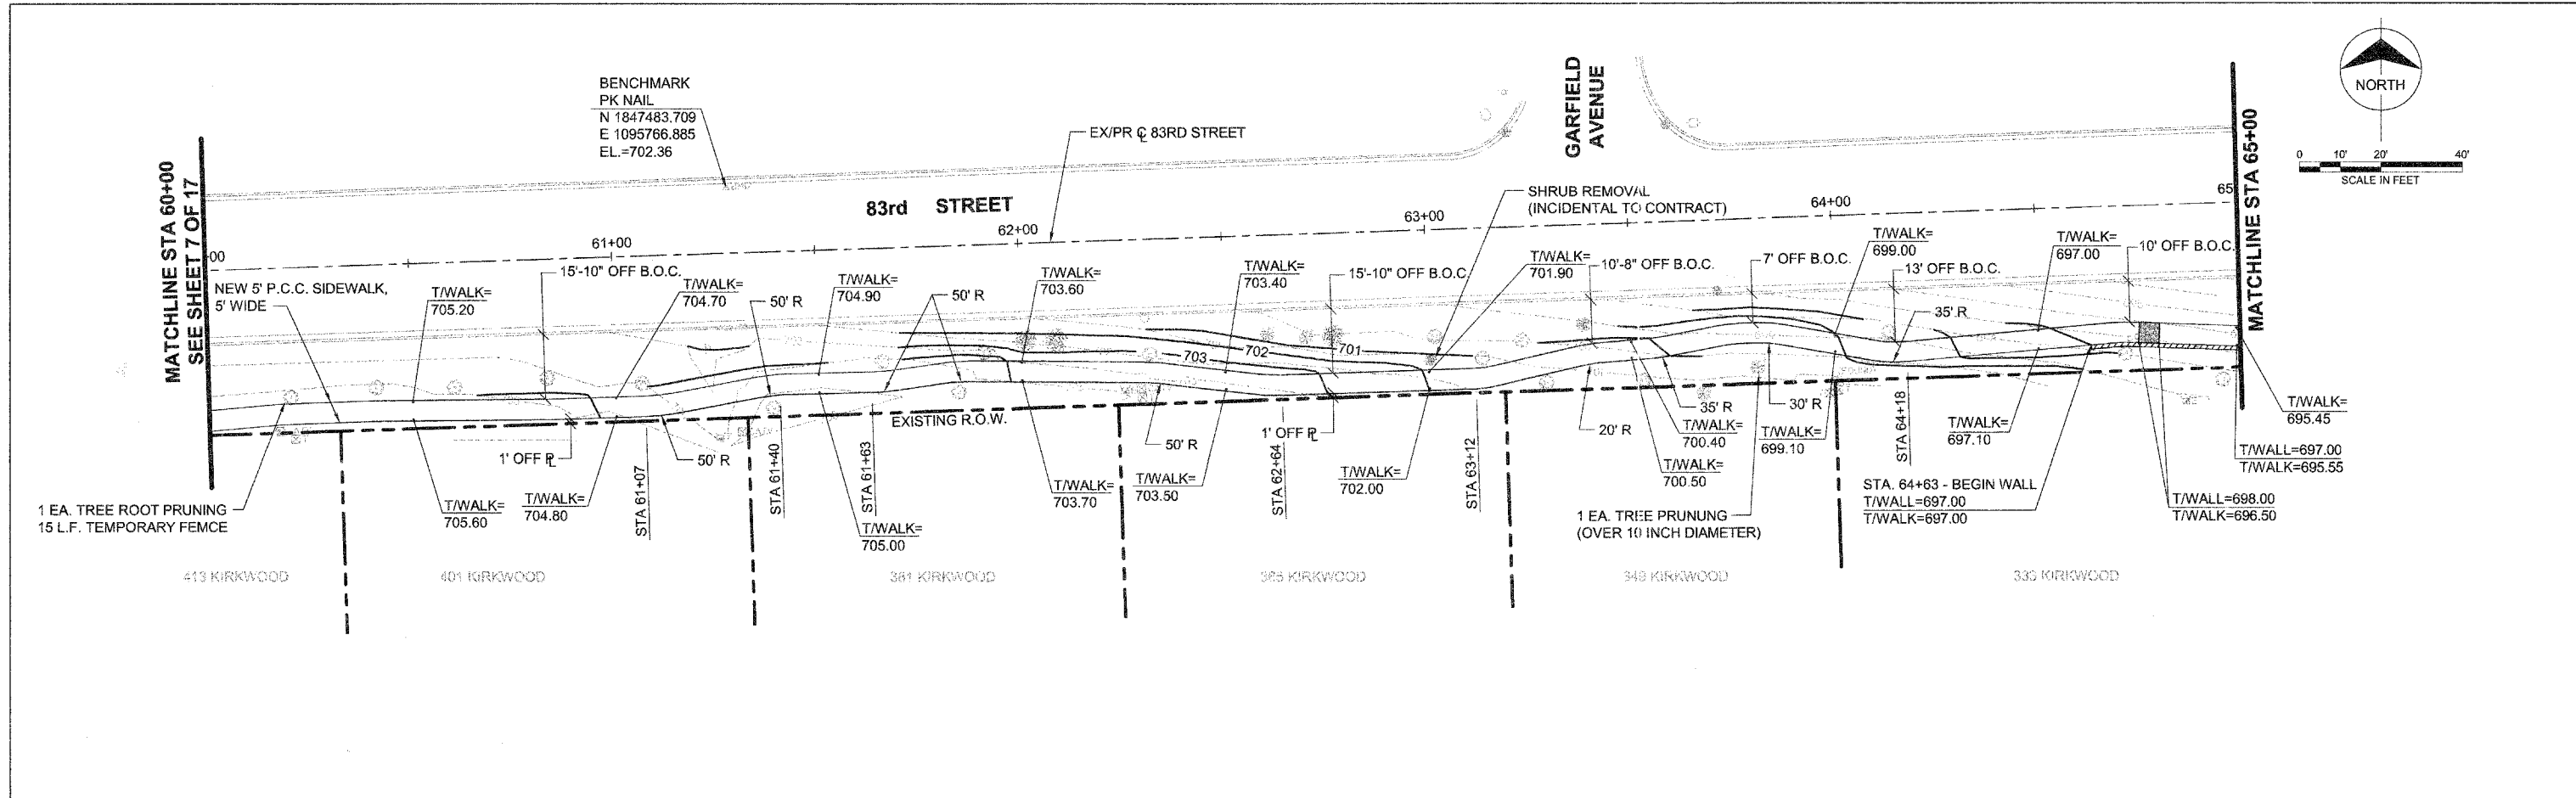 BENCHMARK
PK NAIL
N 1847483.709
E 1095766.885
EL.=702.36
EX/PR ℄ 83RD STREET
GARFIELD
AVENUE
NORTH
0 10' 20' 40'
SCALE IN FEET
MATCHLINE STA 60+00
SEE SHEET 7 OF 17
MATCHLINE STA 65+00
83rd STREET
00
61+00
62+00
63+00
64+00
65
SHRUB REMOVAL
(INCIDENTAL TO CONTRACT)
NEW 5' P.C.C. SIDEWALK,
5' WIDE
T/WALK=
705.20
15'-10" OFF B.O.C.
T/WALK=
704.70
50' R
T/WALK=
704.90
50' R
T/WALK=
703.60
T/WALK=
703.40
15'-10" OFF B.O.C.
T/WALK=
701.90
10'-8" OFF B.O.C.
7' OFF B.O.C.
T/WALK=
699.00
13' OFF B.O.C.
T/WALK=
697.00
10' OFF B.O.C.
35' R
703
702
701
EXISTING R.O.W.
1' OFF ⅊
50' R
50' R
1' OFF ⅊
20' R
35' R
30' R
STA 61+07
STA 61+40
STA 61+63
STA 62+64
STA 63+12
STA 64+18
1 EA. TREE ROOT PRUNING
15 L.F. TEMPORARY FEMCE
T/WALK=
705.60
T/WALK=
704.80
T/WALK=
705.00
T/WALK=
703.70
T/WALK=
703.50
T/WALK=
702.00
T/WALK=
700.40
T/WALK=
700.50
T/WALK=
699.10
T/WALK=
697.10
1 EA. TREE PRUNUNG
(OVER 10 INCH DIAMETER)
STA. 64+63 - BEGIN WALL
T/WALL=697.00
T/WALK=697.00
T/WALK=
695.45
T/WALL=697.00
T/WALK=695.55
T/WALL=698.00
T/WALK=696.50
413 KIRKWOOD
401 KIRKWOOD
381 KIRKWOOD
365 KIRKWOOD
349 KIRKWOOD
333 KIRKWOOD